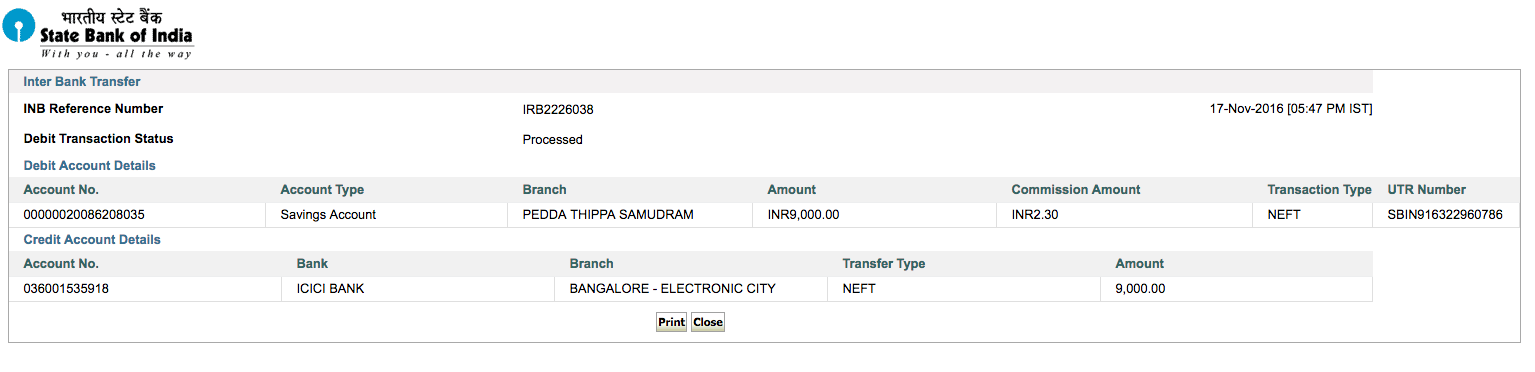 भारतीय स्टेट बैंक
State Bank of India
With you - all the way
Inter Bank Transfer
INB Reference Number IRB2226038 17-Nov-2016 [05:47 PM IST]
Debit Transaction Status Processed
Debit Account Details
Account No. Account Type Branch Amount Commission Amount Transaction Type UTR Number
00000020086208035 Savings Account PEDDA THIPPA SAMUDRAM INR9,000.00 INR2.30 NEFT SBIN916322960786
Credit Account Details
Account No. Bank Branch Transfer Type Amount
036001535918 ICICI BANK BANGALORE - ELECTRONIC CITY NEFT 9,000.00
Print Close